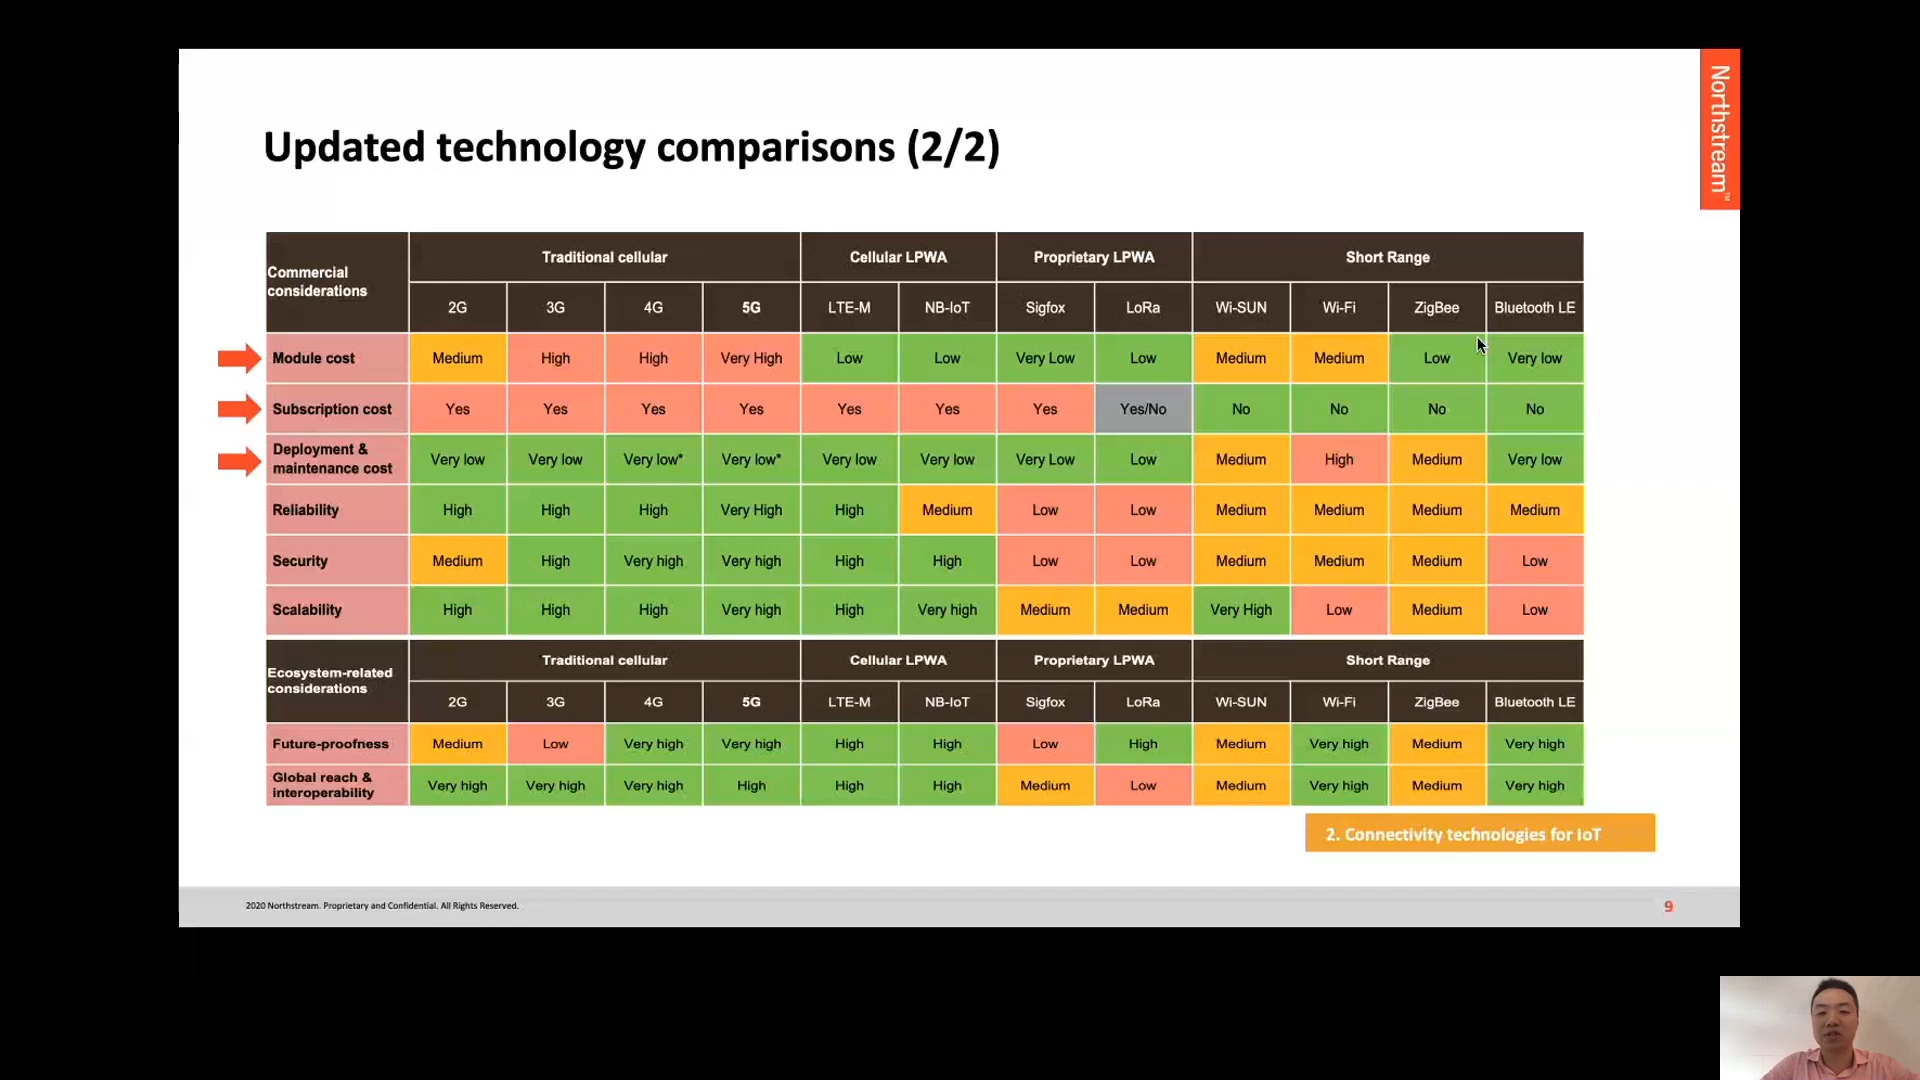 Northstream™
Updated technology comparisons (2/2)
Commercial considerations Traditional cellular Cellular LPWA Proprietary LPWA Short Range
2G 3G 4G 5G LTE-M NB-IoT Sigfox LoRa Wi-SUN Wi-Fi ZigBee Bluetooth LE
Module cost Medium High High Very High Low Low Very Low Low Medium Medium Low Very low
Subscription cost Yes Yes Yes Yes Yes Yes Yes Yes/No No No No No
Deployment & maintenance cost Very low Very low Very low* Very low* Very low Very low Very Low Low Medium High Medium Very low
Reliability High High High Very High High Medium Low Low Medium Medium Medium Medium
Security Medium High Very high Very high High High Low Low Medium Medium Medium Low
Scalability High High High Very high High Very high Medium Medium Very High Low Medium Low
Ecosystem-related considerations Traditional cellular Cellular LPWA Proprietary LPWA Short Range
2G 3G 4G 5G LTE-M NB-IoT Sigfox LoRa Wi-SUN Wi-Fi ZigBee Bluetooth LE
Future-proofness Medium Low Very high Very high High High Low High Medium Very high Medium Very high
Global reach & interoperability Very high Very high Very high High High High Medium Low Medium Very high Medium Very high
2. Connectivity technologies for IoT
2020 Northstream. Proprietary and Confidential. All Rights Reserved.
9